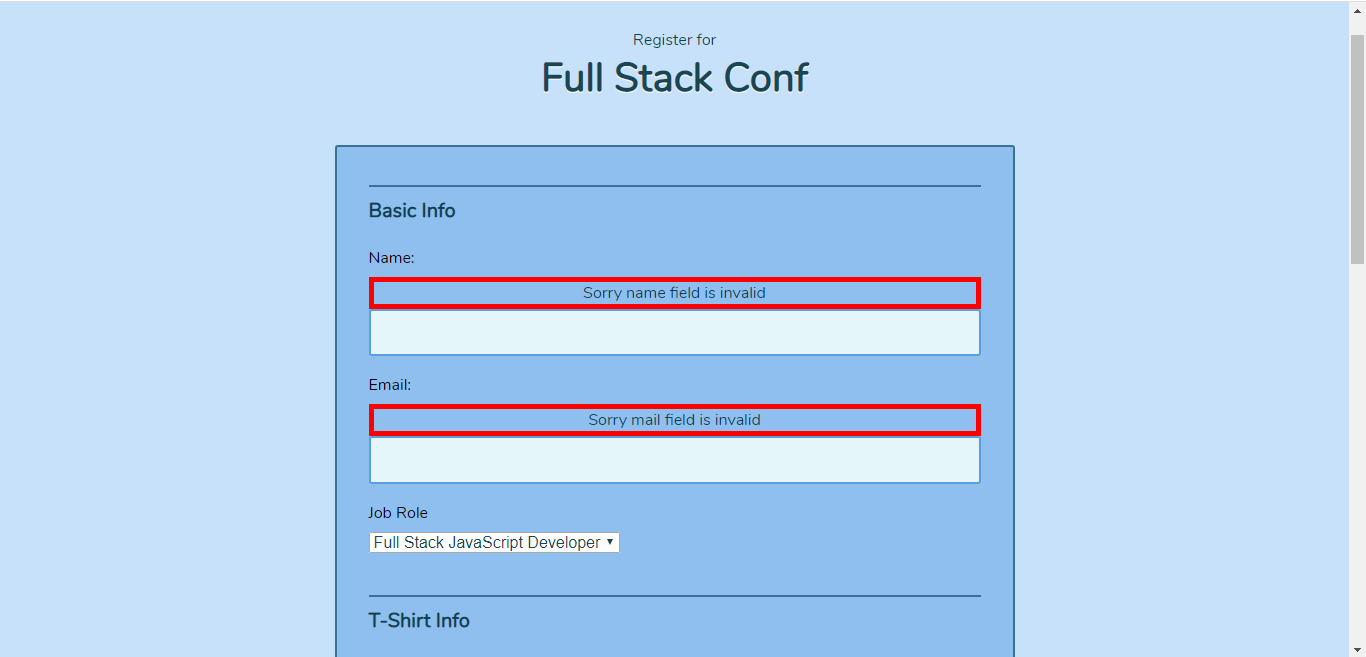 Register for
Full Stack Conf
Basic Info
Name:
Sorry name field is invalid
Email:
Sorry mail field is invalid
Job Role
Full Stack JavaScript Developer
T-Shirt Info